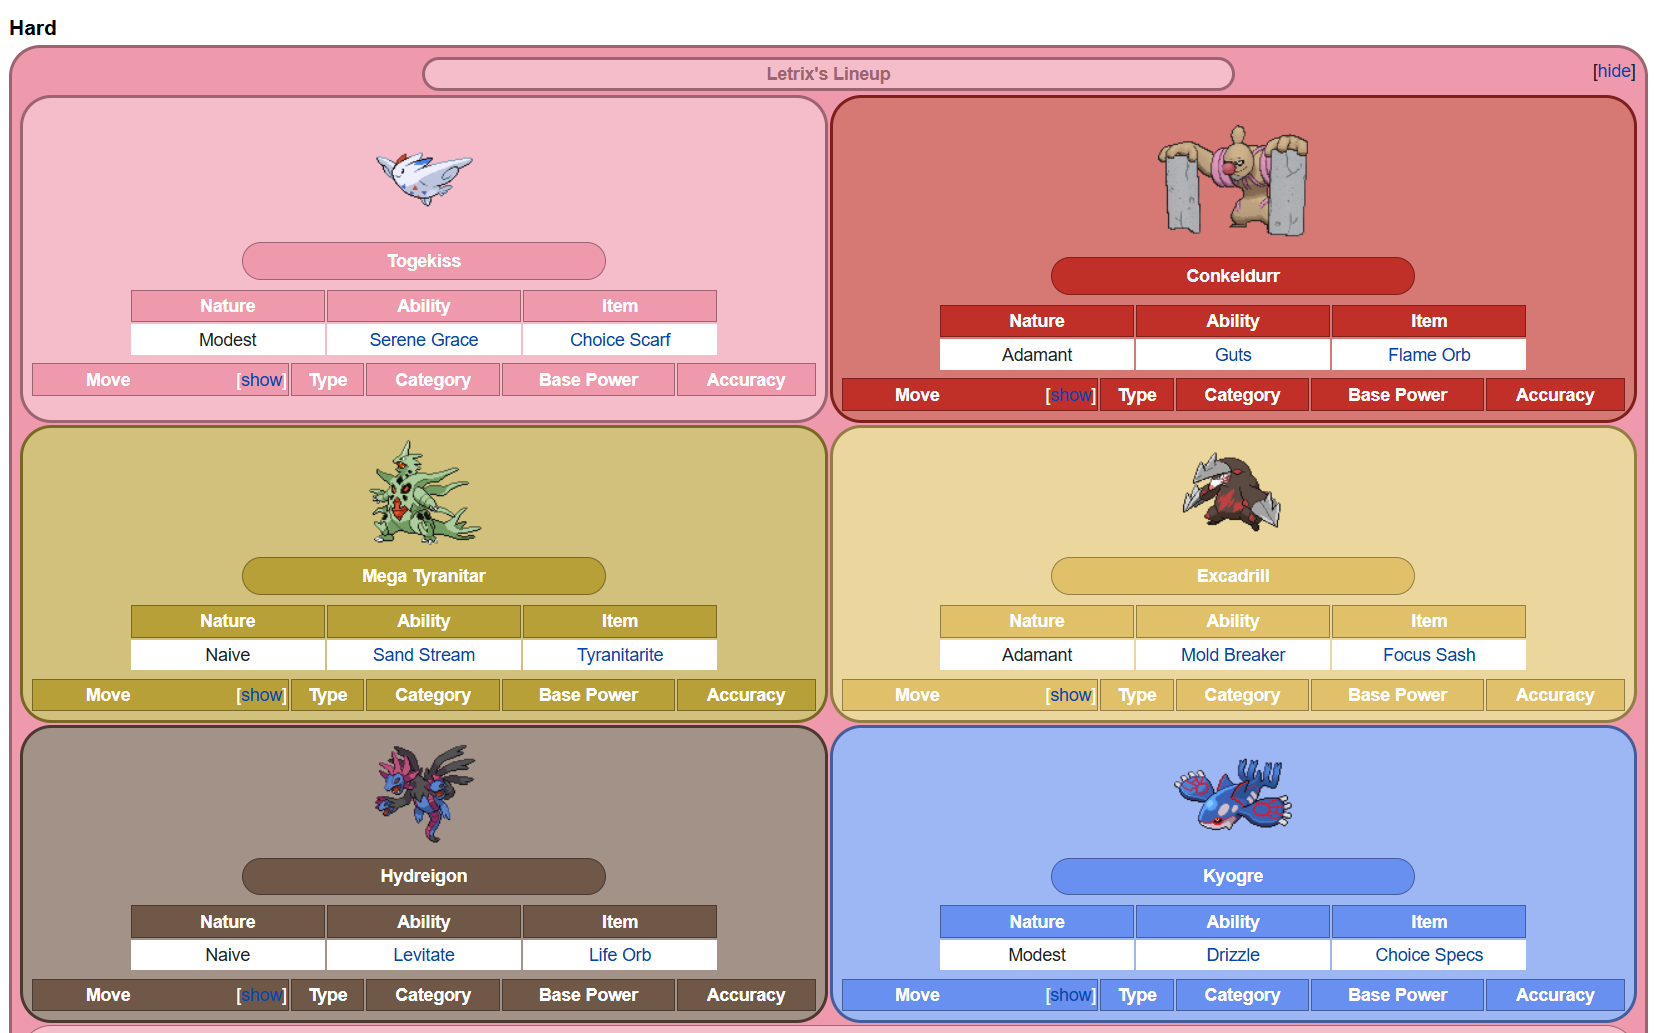 Hard
Letrix's Lineup
[hide]
Togekiss
Nature Ability Item
Modest Serene Grace Choice Scarf
Move [show] Type Category Base Power Accuracy
Conkeldurr
Nature Ability Item
Adamant Guts Flame Orb
Move [show] Type Category Base Power Accuracy
Mega Tyranitar
Nature Ability Item
Naive Sand Stream Tyranitarite
Move [show] Type Category Base Power Accuracy
Excadrill
Nature Ability Item
Adamant Mold Breaker Focus Sash
Move [show] Type Category Base Power Accuracy
Hydreigon
Nature Ability Item
Naive Levitate Life Orb
Move [show] Type Category Base Power Accuracy
Kyogre
Nature Ability Item
Modest Drizzle Choice Specs
Move [show] Type Category Base Power Accuracy